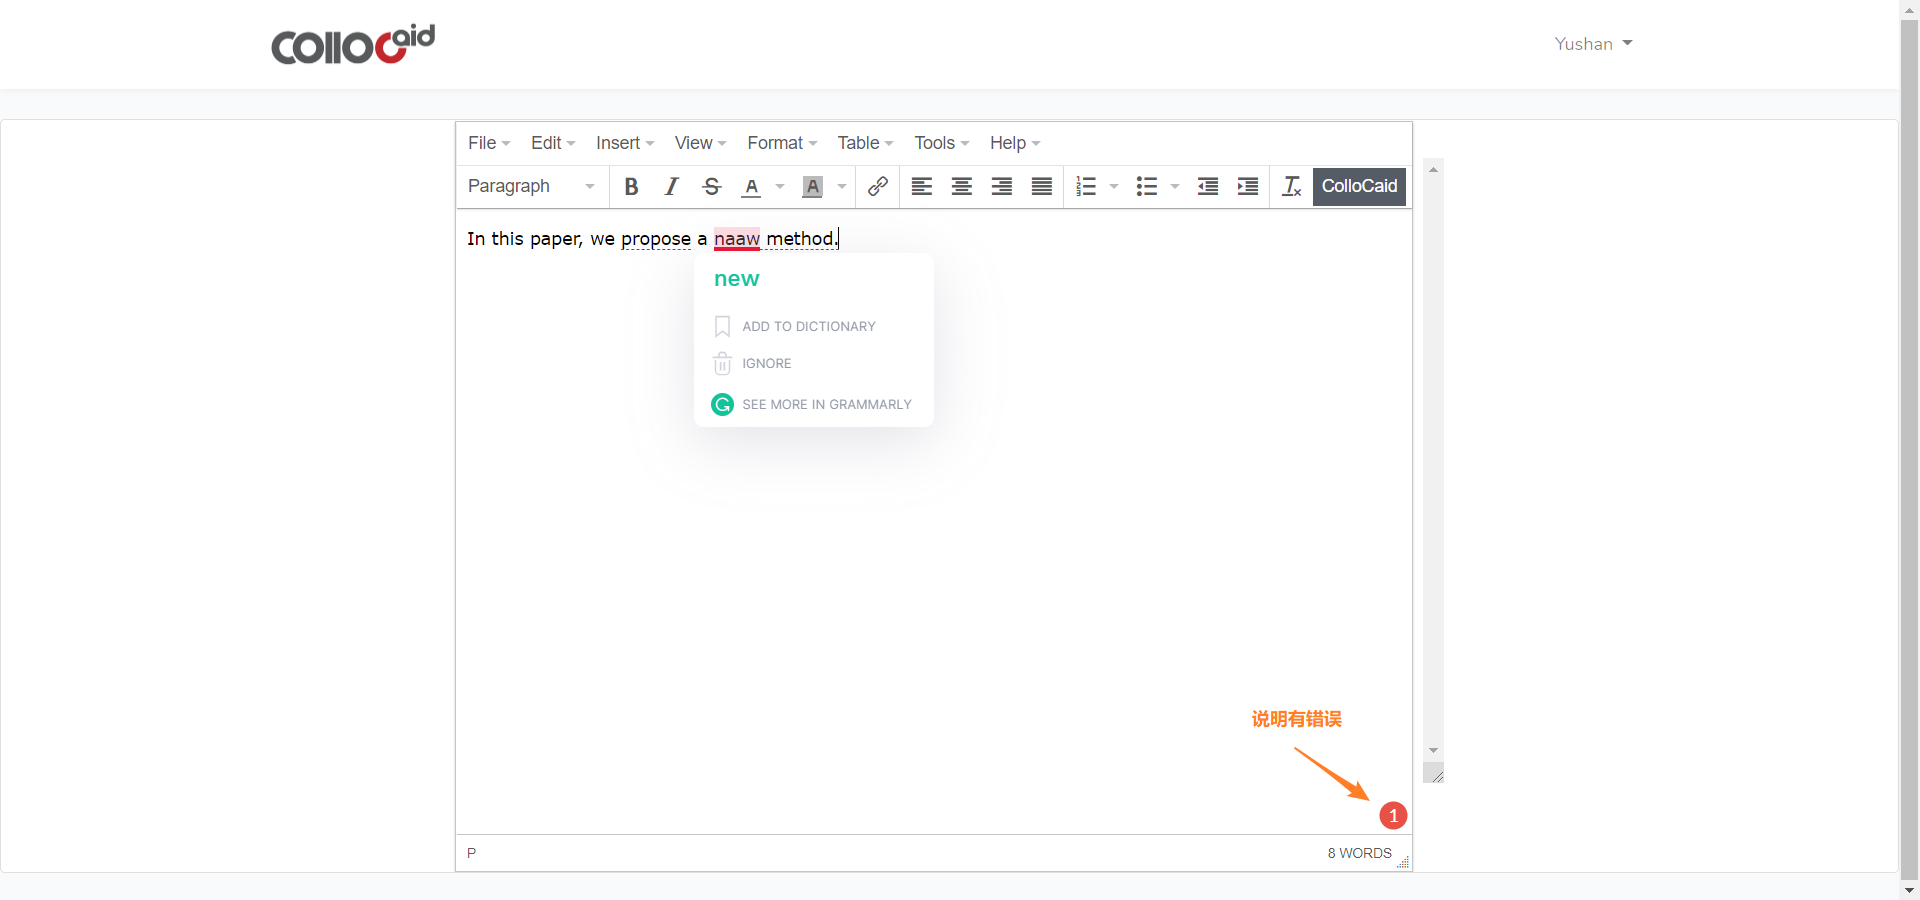 collocaid
Yushan
File Edit Insert View Format Table Tools Help
Paragraph B I S A A ColloCaid
In this paper, we propose a naaw method.
new
ADD TO DICTIONARY
IGNORE
SEE MORE IN GRAMMARLY
说明有错误
1
P 8 WORDS